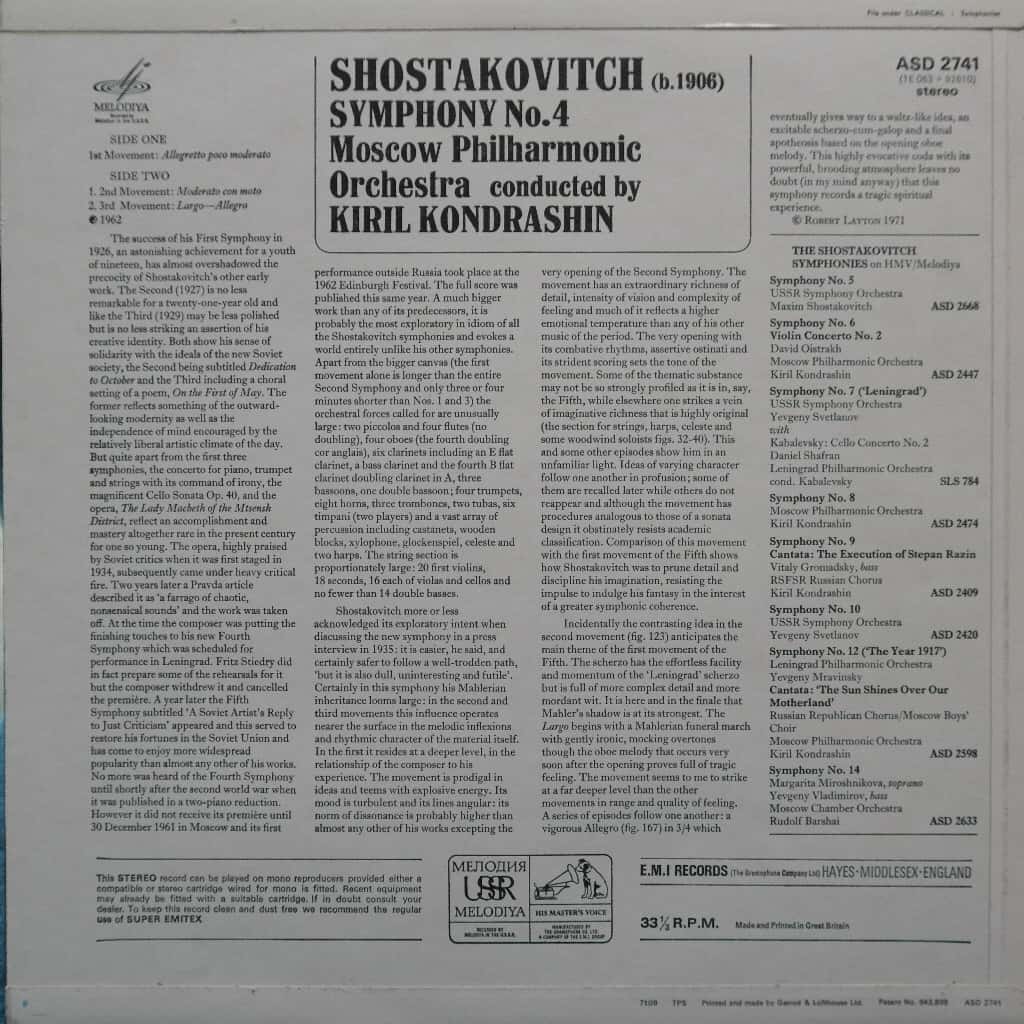 File under CLASSICAL : Symphonies
MELODIYA
SIDE ONE
1st Movement: Allegretto poco moderato
SIDE TWO
1. 2nd Movement: Moderato con moto
2. 3rd Movement: Largo—Allegro
℗ 1962
The success of his First Symphony in
1926, an astonishing achievement for a youth
of nineteen, has almost overshadowed the
precocity of Shostakovitch's other early
work. The Second (1927) is no less
remarkable for a twenty-one-year old and
like the Third (1929) may be less polished
but is no less striking an assertion of his
creative identity. Both show his sense of
solidarity with the ideals of the new Soviet
society, the Second being subtitled Dedication
to October and the Third including a choral
setting of a poem, On the First of May. The
former reflects something of the outward-
looking modernity as well as the
independence of mind encouraged by the
relatively liberal artistic climate of the day.
But quite apart from the first three
symphonies, the concerto for piano, trumpet
and strings with its command of irony, the
magnificent Cello Sonata Op. 40, and the
opera, The Lady Macbeth of the Mtsensk
District, reflect an accomplishment and
mastery altogether rare in the present century
for one so young. The opera, highly praised
by Soviet critics when it was first staged in
1934, subsequently came under heavy critical
fire. Two years later a Pravda article
described it as 'a farrago of chaotic,
nonsensical sounds' and the work was taken
off. At the time the composer was putting the
finishing touches to his new Fourth
Symphony which was scheduled for
performance in Leningrad. Fritz Stiedry did
in fact prepare some of the rehearsals for it
but the composer withdrew it and cancelled
the première. A year later the Fifth
Symphony subtitled 'A Soviet Artist's Reply
to Just Criticism' appeared and this served to
restore his fortunes in the Soviet Union and
has come to enjoy more widespread
popularity than almost any of his works.
No more was heard of the Fourth Symphony
until shortly after the second world war when
it was published in a two-piano reduction.
However it did not receive its première until
30 December 1961 in Moscow and its first
SHOSTAKOVITCH (b.1906)
SYMPHONY No.4
Moscow Philharmonic
Orchestra conducted by
KIRIL KONDRASHIN
performance outside Russia took place at the
1962 Edinburgh Festival. The full score was
published this same year. A much bigger
work than any of its predecessors, it is
probably the most exploratory in idiom of all
the Shostakovitch symphonies and evokes a
world entirely unlike his other symphonies.
Apart from the bigger canvas (the first
movement alone is longer than the entire
Second Symphony and only three or four
minutes shorter than Nos. 1 and 3) the
orchestral forces called for are unusually
large: two piccolos and four flutes (no
doubling), four oboes (the fourth doubling
cor anglais), six clarinets including an E flat
clarinet, a bass clarinet and the fourth B flat
clarinet doubling clarinet in A, three
bassoons, one double bassoon; four trumpets,
eight horns, three trombones, two tubas, six
timpani (two players) and a vast array of
percussion including castanets, wooden
blocks, xylophone, glockenspiel, celeste and
two harps. The string section is
proportionately large: 20 first violins,
18 seconds, 16 each of violas and cellos and
no fewer than 14 double basses.
Shostakovitch more or less
acknowledged its exploratory intent when
discussing the new symphony in a press
interview in 1935: it is easier, he said, and
certainly safer to follow a well-trodden path,
'but it is also dull, uninteresting and futile'.
Certainly in this symphony his Mahlerian
inheritance looms large: in the second and
third movements this influence operates
nearer the surface in the melodic inflexions
and rhythmic character of the material itself.
In the first it resides at a deeper level, in the
relationship of the composer to his
experience. The movement is prodigal in
ideas and teems with explosive energy. Its
mood is turbulent and its lines angular: its
norm of dissonance is probably higher than
almost any other of his works excepting the
very opening of the Second Symphony. The
movement has an extraordinary richness of
detail, intensity of vision and complexity of
feeling and much of it reflects a higher
emotional temperature than any of his other
music of the period. The very opening with
its combative rhythms, assertive ostinati and
its strident scoring sets the tone of the
movement. Some of the thematic substance
may not be so strongly profiled as it is in, say,
the Fifth, while elsewhere one strikes a vein
of imaginative richness that is highly original
(the section for strings, harps, celeste and
some woodwind soloists figs. 32-40). This
and some other episodes show him in an
unfamiliar light. Ideas of varying character
follow one another in profusion; some of
them are recalled later while others do not
reappear and although the movement has
procedures analogous to those of a sonata
design it obstinately resists academic
classification. Comparison of this movement
with the first movement of the Fifth shows
how Shostakovitch was to prune detail and
discipline his imagination, resisting the
impulse to indulge his fantasy in the interest
of a greater symphonic coherence.
Incidentally the contrasting idea in the
second movement (fig. 123) anticipates the
main theme of the first movement of the
Fifth. The scherzo has the effortless facility
and momentum of the 'Leningrad' scherzo
but is full of more complex detail and more
mordant wit. It is here and in the finale that
Mahler's shadow is at its strongest. The
Largo begins with a Mahlerian funeral march
with gently ironic, mocking overtones
though the oboe melody that occurs very
soon after the opening proves full of tragic
feeling. The movement seems to me to strike
at a far deeper level than the other
movements in range and quality of feeling.
A series of episodes follow one another: a
vigorous Allegro (fig. 167) in 3/4 which
ASD 2741
(1E 063 · 92610)
stereo
eventually gives way to a waltz-like idea, an
excitable scherzo-cum-galop and a final
apotheosis based on the opening oboe
melody. This highly evocative coda with its
powerful, brooding atmosphere leaves no
doubt (in my mind anyway) that this
symphony records a tragic spiritual
experience.
© ROBERT LAYTON 1971
THE SHOSTAKOVITCH
SYMPHONIES on HMV/Melodiya
Symphony No. 5
USSR Symphony Orchestra
Maxim Shostakovitch ASD 2668
Symphony No. 6
Violin Concerto No. 2
David Oistrakh
Moscow Philharmonic Orchestra
Kiril Kondrashin ASD 2447
Symphony No. 7 ('Leningrad')
USSR Symphony Orchestra
Yevgeny Svetlanov
with
Kabalevsky: Cello Concerto No. 2
Daniel Shafran
Leningrad Philharmonic Orchestra
cond. Kabalevsky SLS 784
Symphony No. 8
Moscow Philharmonic Orchestra
Kiril Kondrashin ASD 2474
Symphony No. 9
Cantata: The Execution of Stepan Razin
Vitaly Gromadsky, bass
RSFSR Russian Chorus
Kiril Kondrashin ASD 2409
Symphony No. 10
USSR Symphony Orchestra
Yevgeny Svetlanov ASD 2420
Symphony No. 12 ('The Year 1917')
Leningrad Philharmonic Orchestra
Yevgeny Mravinsky
Cantata: 'The Sun Shines Over Our
Motherland'
Russian Republican Chorus/Moscow Boys'
Choir
Moscow Philharmonic Orchestra
Kiril Kondrashin ASD 2598
Symphony No. 14
Margarita Miroshnikova, soprano
Yevgeny Vladimirov, bass
Moscow Chamber Orchestra
Rudolf Barshai ASD 2633
This STEREO record can be played on mono reproducers provided either a
compatible or stereo cartridge wired for mono is fitted. Recent equipment
may already be fitted with a suitable cartridge. If in doubt consult your
dealer. To keep this record clean and dust free we recommend the regular
use of SUPER EMITEX
МЕЛОДИЯ
USSR
MELODIYA
RECORDED BY
MELODIYA IN THE U.S.S.R.
HIS MASTER'S VOICE
MANUFACTURED BY
THE GRAMOPHONE CO. LTD
A COMPANY OF THE E.M.I. GROUP
E.M.I RECORDS (The Gramophone Company Ltd) HAYES·MIDDLESEX·ENGLAND
33⅓ R.P.M. Made and Printed in Great Britain
7109 TPS Printed and made by Garrod & Lofthouse Ltd. Patent No. 943,895 ASD 2741